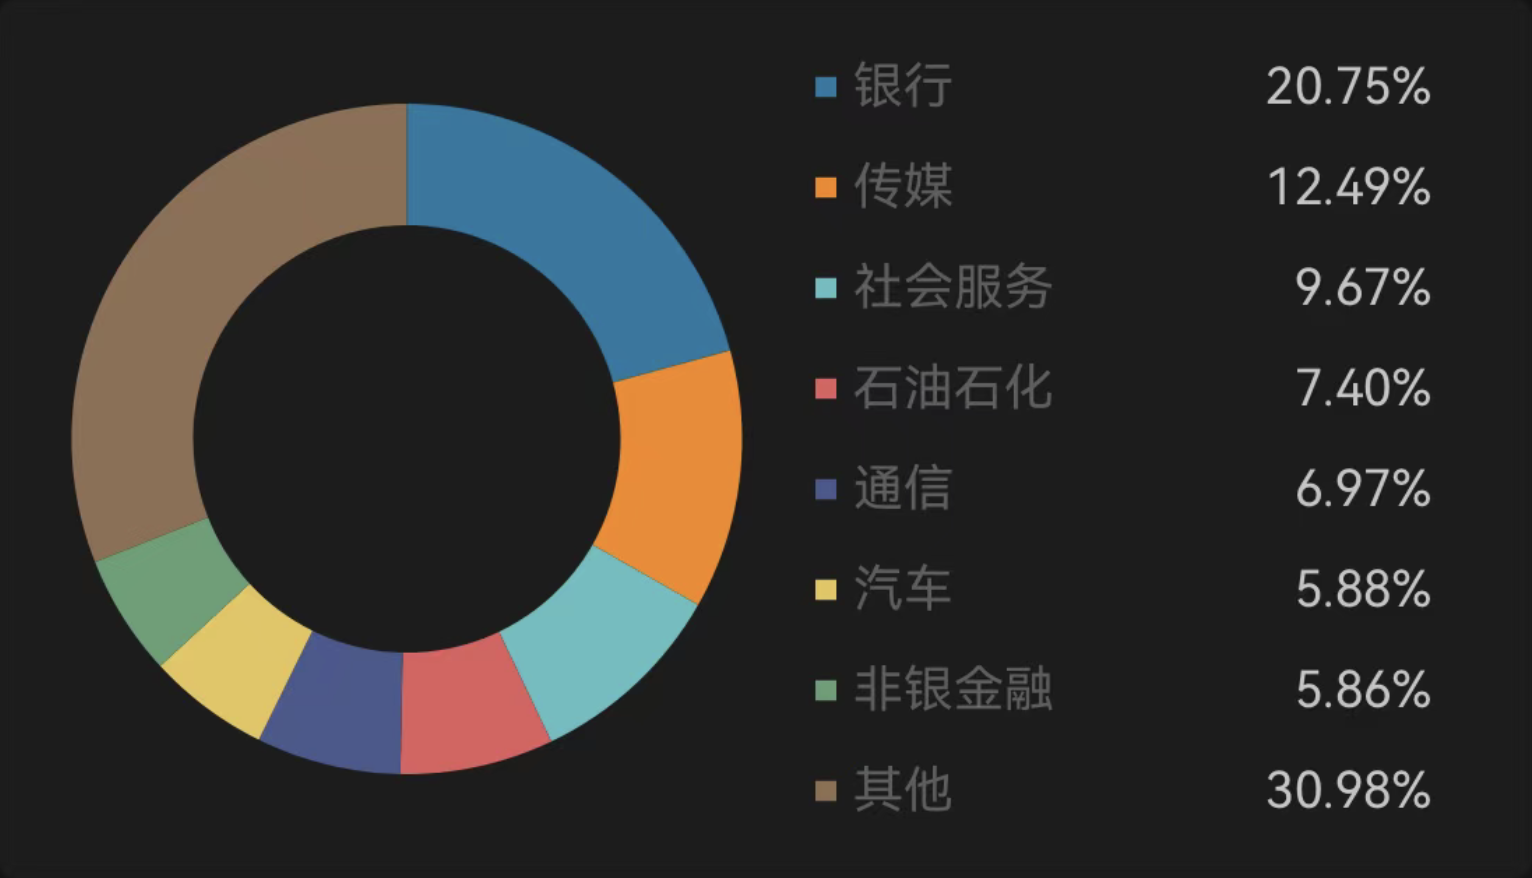 银行 20.75%
传媒 12.49%
社会服务 9.67%
石油石化 7.40%
通信 6.97%
汽车 5.88%
非银金融 5.86%
其他 30.98%